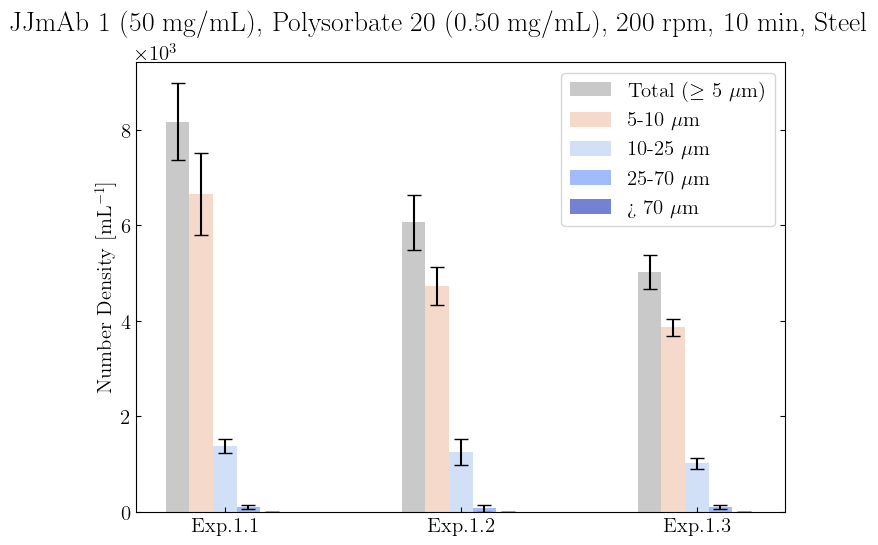 JJmAb 1 (50 mg/mL), Polysorbate 20 (0.50 mg/mL), 200 rpm, 10 min, Steel
×10³
Total (≥ 5 μm)
5-10 μm
10-25 μm
25-70 μm
¿ 70 μm
Number Density [mL⁻¹]
8
6
4
2
0
Exp.1.1 Exp.1.2 Exp.1.3